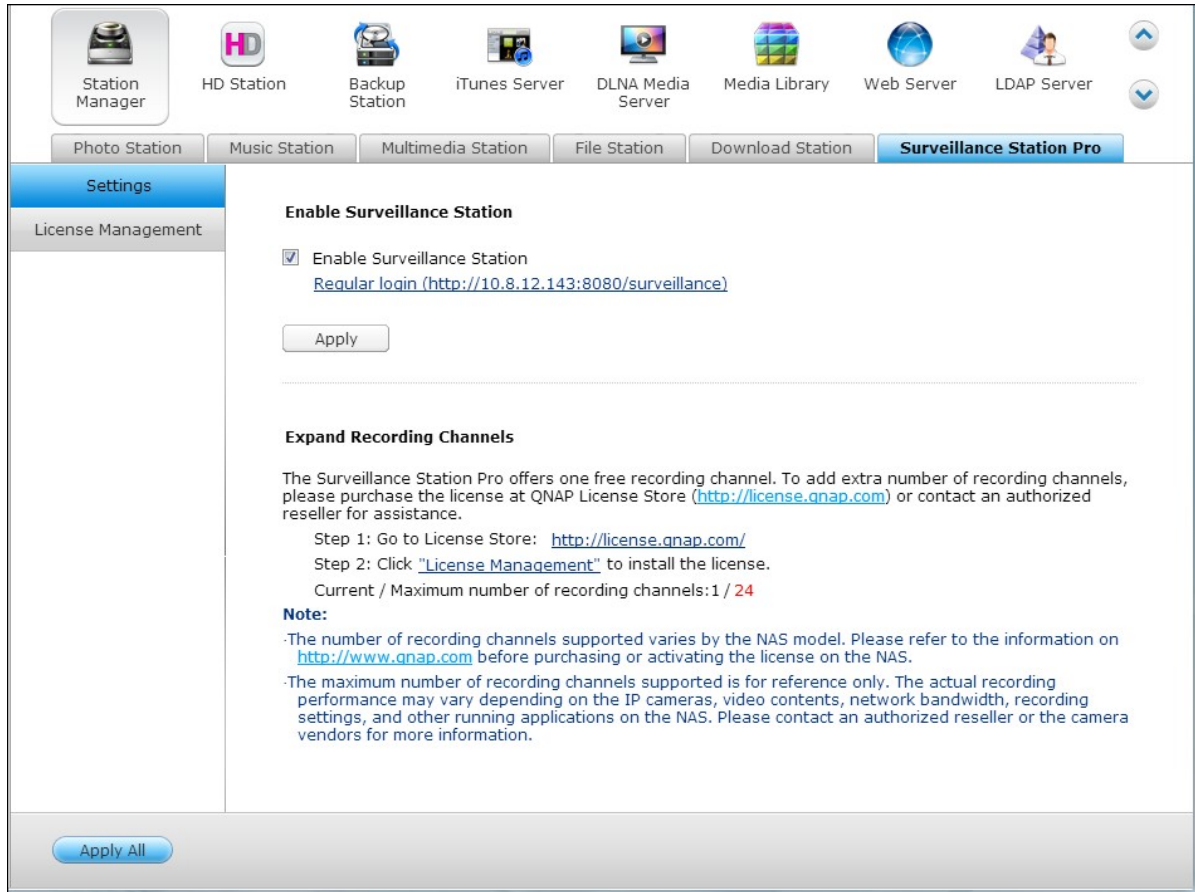 HD
Station
Manager
HD Station
Backup
Station
iTunes Server
DLNA Media
Server
Media Library
Web Server
LDAP Server
Photo Station
Music Station
Multimedia Station
File Station
Download Station
Surveillance Station Pro
Settings
License Management
Enable Surveillance Station
Enable Surveillance Station
Regular login (http://10.8.12.143:8080/surveillance)
Apply
Expand Recording Channels
The Surveillance Station Pro offers one free recording channel. To add extra number of recording channels,
please purchase the license at QNAP License Store (http://license.qnap.com) or contact an authorized
reseller for assistance.
Step 1: Go to License Store: http://license.qnap.com/
Step 2: Click "License Management" to install the license.
Current / Maximum number of recording channels:1 / 24
Note:
·The number of recording channels supported varies by the NAS model. Please refer to the information on
http://www.qnap.com before purchasing or activating the license on the NAS.
·The maximum number of recording channels supported is for reference only. The actual recording
performance may vary depending on the IP cameras, video contents, network bandwidth, recording
settings, and other running applications on the NAS. Please contact an authorized reseller or the camera
vendors for more information.
Apply All